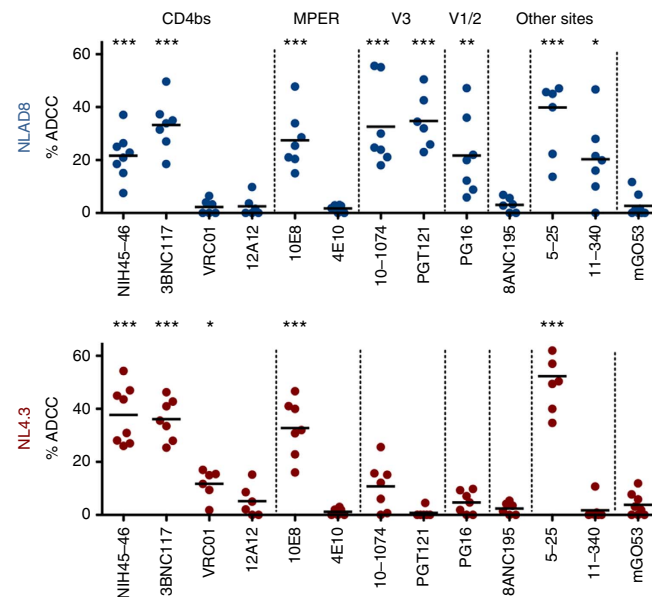 CD4bs MPER V3 V1/2 Other sites
*** *** *** *** *** ** *** *
NLAD8
% ADCC
60
40
20
0
NIH45–46
3BNC117
VRC01
12A12
10E8
4E10
10–1074
PGT121
PG16
8ANC195
5–25
11–340
mGO53
*** *** * *** ***
NL4.3
% ADCC
60
40
20
0
NIH45–46
3BNC117
VRC01
12A12
10E8
4E10
10–1074
PGT121
PG16
8ANC195
5–25
11–340
mGO53